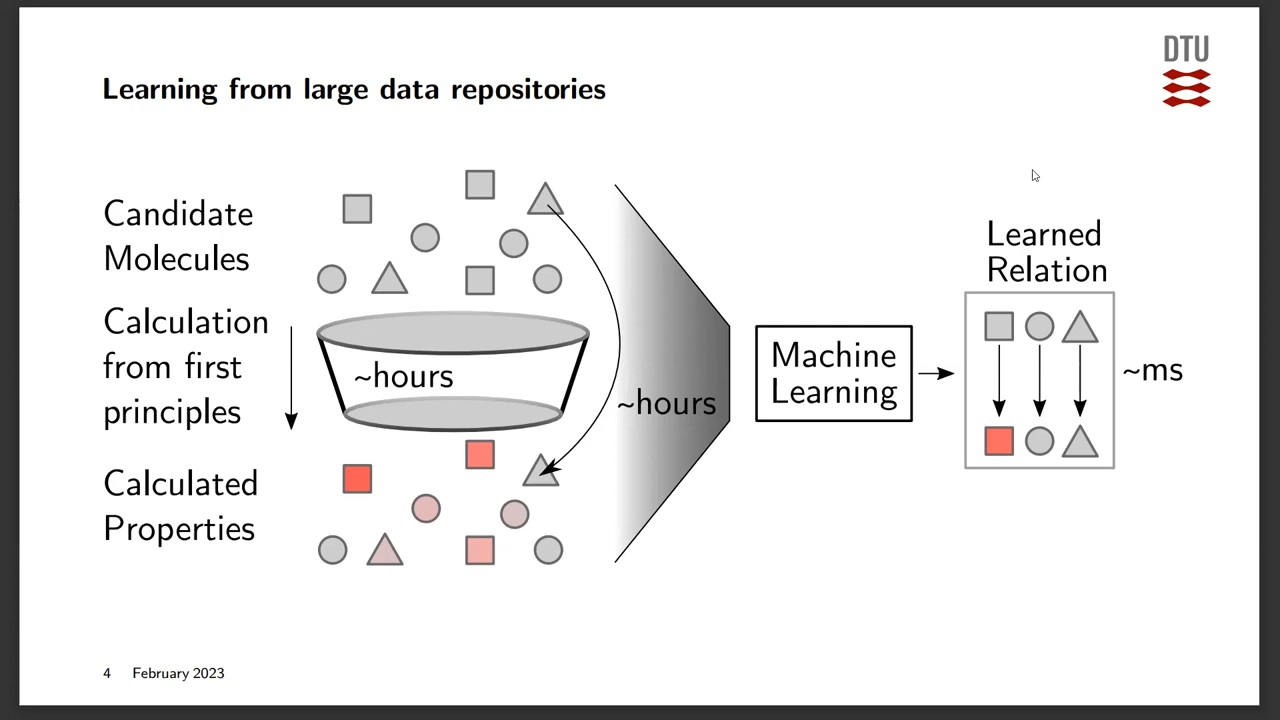 DTU
Learning from large data repositories
Candidate
Molecules
Calculation
from first
principles
Calculated
Properties
~hours
~hours
Machine
Learning
Learned
Relation
~ms
4 February 2023